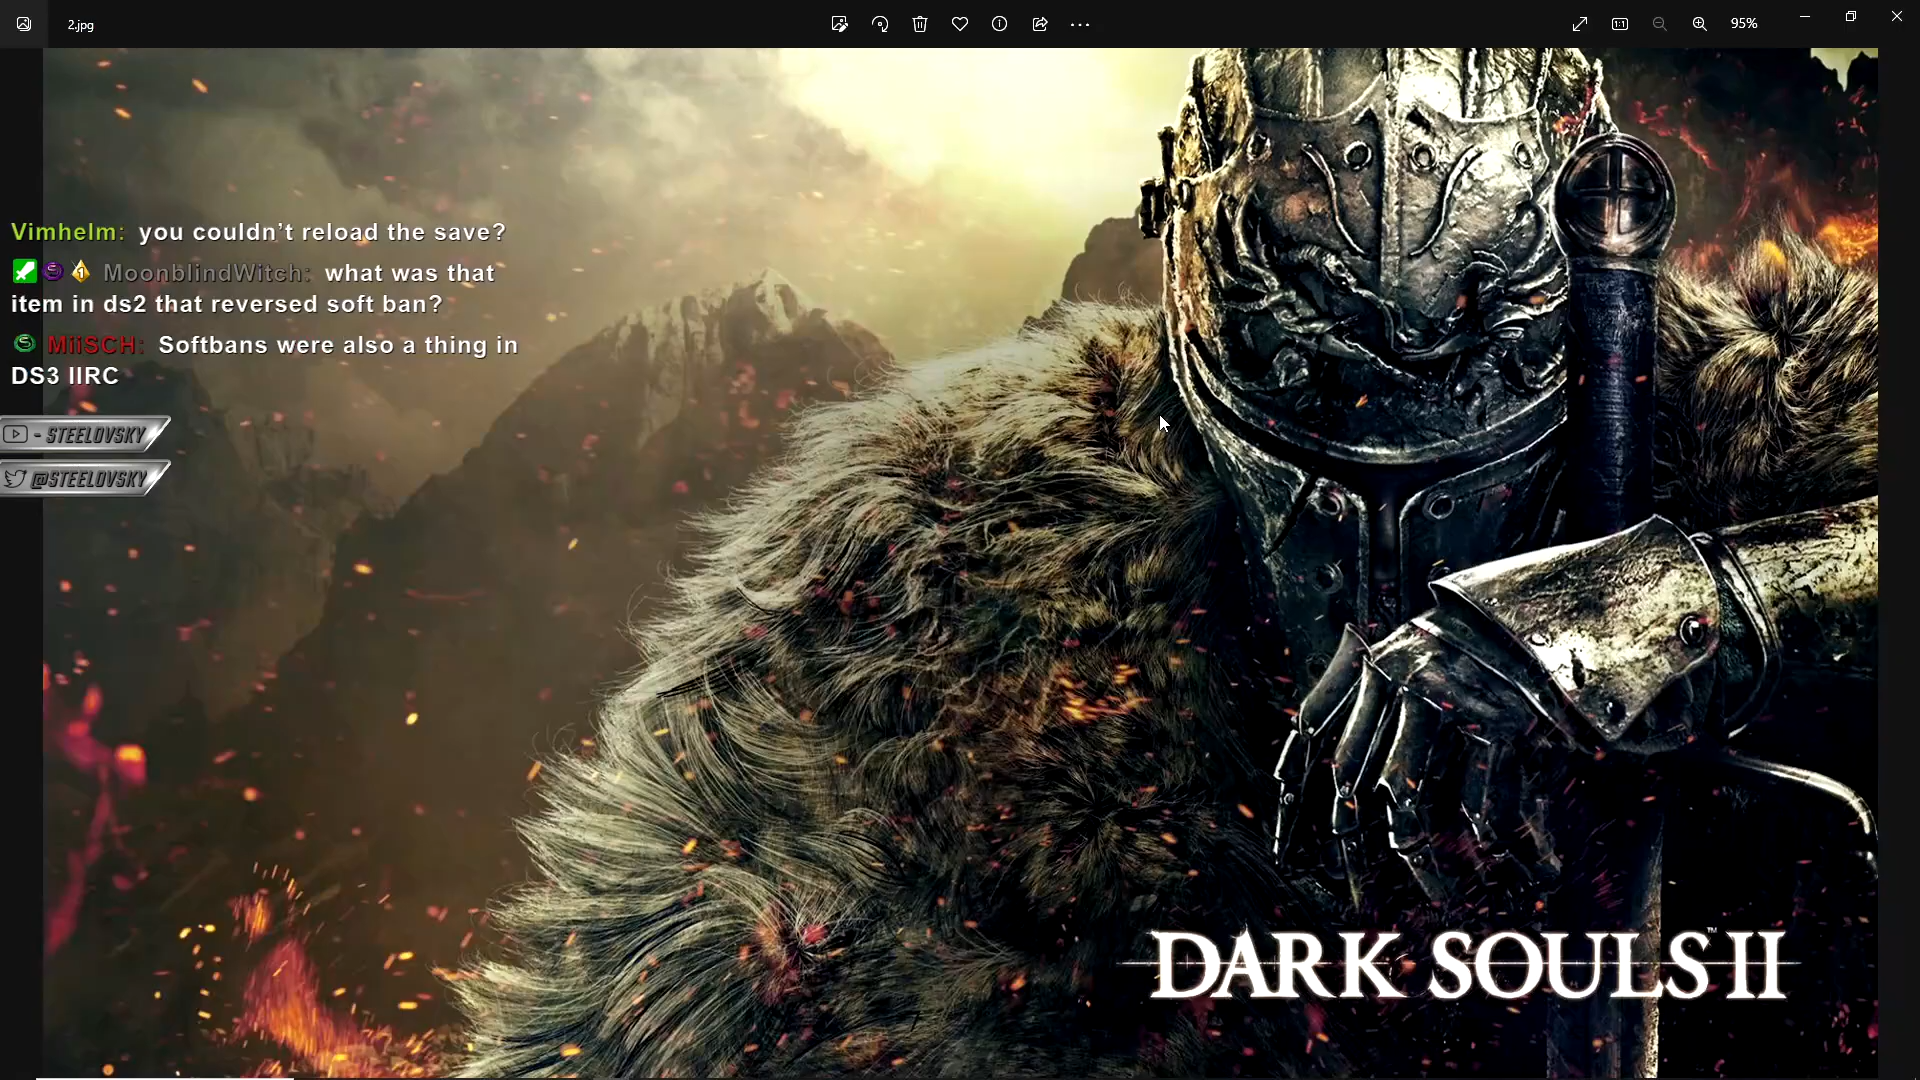 2.jpg
95%
Vimhelm: you couldn't reload the save?
MoonblindWitch: what was that
item in ds2 that reversed soft ban?
MiiSCH: Softbans were also a thing in
DS3 IIRC
- STEELOVSKY
@STEELOVSKY
DARK SOULS™ II